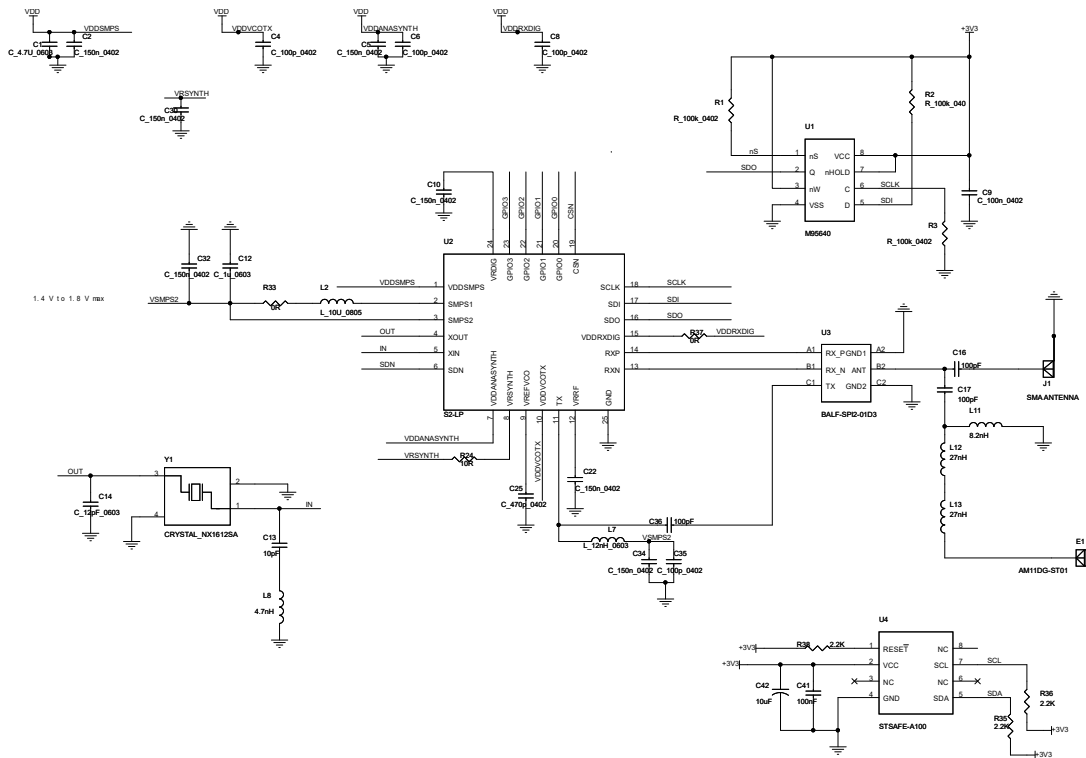 VDD
VDDSMPS
C1
C_4.7U_0603
C2
C_150n_0402
VDD
VDDVCOTX
C4
C_100p_0402
VDD
VDDANASYNTH
C5
C_150n_0402
C6
C_100p_0402
VDD
VDDRXDIG
C8
C_100p_0402
VRSYNTH
C30
C_150n_0402
+3V3
R1
R_100k_0402
R2
R_100k_040
U1
nS
1
nS
VCC
8
SDO
2
Q
nHOLD
7
3
nW
C
6
SCLK
4
VSS
D
5
SDI
M95640
C9
C_100n_0402
R3
R_100k_0402
C10
C_150n_0402
GPIO3
GPIO2
GPIO1
GPIO0
CSN
U2
24
23
22
21
20
19
VRDIG
GPIO3
GPIO2
GPIO1
GPIO0
CSN
C32
C_150n_0402
C12
C_1u_0603
1.4 V to 1.8 V max
VSMPS2
R33
0R
L2
L_10U_0805
VDDSMPS
1
VDDSMPS
2
SMPS1
3
SMPS2
OUT
4
XOUT
IN
5
XIN
SDN
6
SDN
SCLK
18
SCLK
SDI
17
SDI
SDO
16
SDO
VDDRXDIG
15
R37
0R
VDDRXDIG
RXP
14
RXN
13
VDDANASYNTH
VRSYNTH
VREFVCO
VDDVCOTX
TX
VRRF
GND
7
8
9
10
11
12
25
S2-LP
VDDANASYNTH
VRSYNTH
R24
10R
VDDVCOTX
C25
C_470p_0402
C22
C_150n_0402
U3
A1
RX_P
GND1
A2
B1
RX_N
ANT
B2
C1
TX
GND2
C2
BALF-SPI2-01D3
C16
100pF
J1
SMA ANTENNA
C17
100pF
L11
8.2nH
L12
27nH
L13
27nH
E1
AM11DG-ST01
C36
100pF
L7
L_12nH_0603
VSMPS2
C34
C_150n_0402
C35
C_100p_0402
Y1
OUT
3
2
4
1
IN
C14
C_12pF_0603
CRYSTAL_NX1612SA
C13
10pF
L8
4.7nH
U4
+3V3
R38
2.2K
1
RESET
NC
8
+3V3
2
VCC
SCL
7
SCL
3
NC
NC
6
4
GND
SDA
5
SDA
C42
10uF
C41
100nF
STSAFE-A100
R36
2.2K
R35
2.2K
+3V3
+3V3